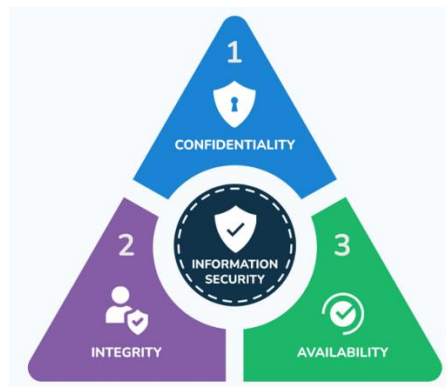 1
CONFIDENTIALITY
INFORMATION
SECURITY
2
INTEGRITY
3
AVAILABILITY